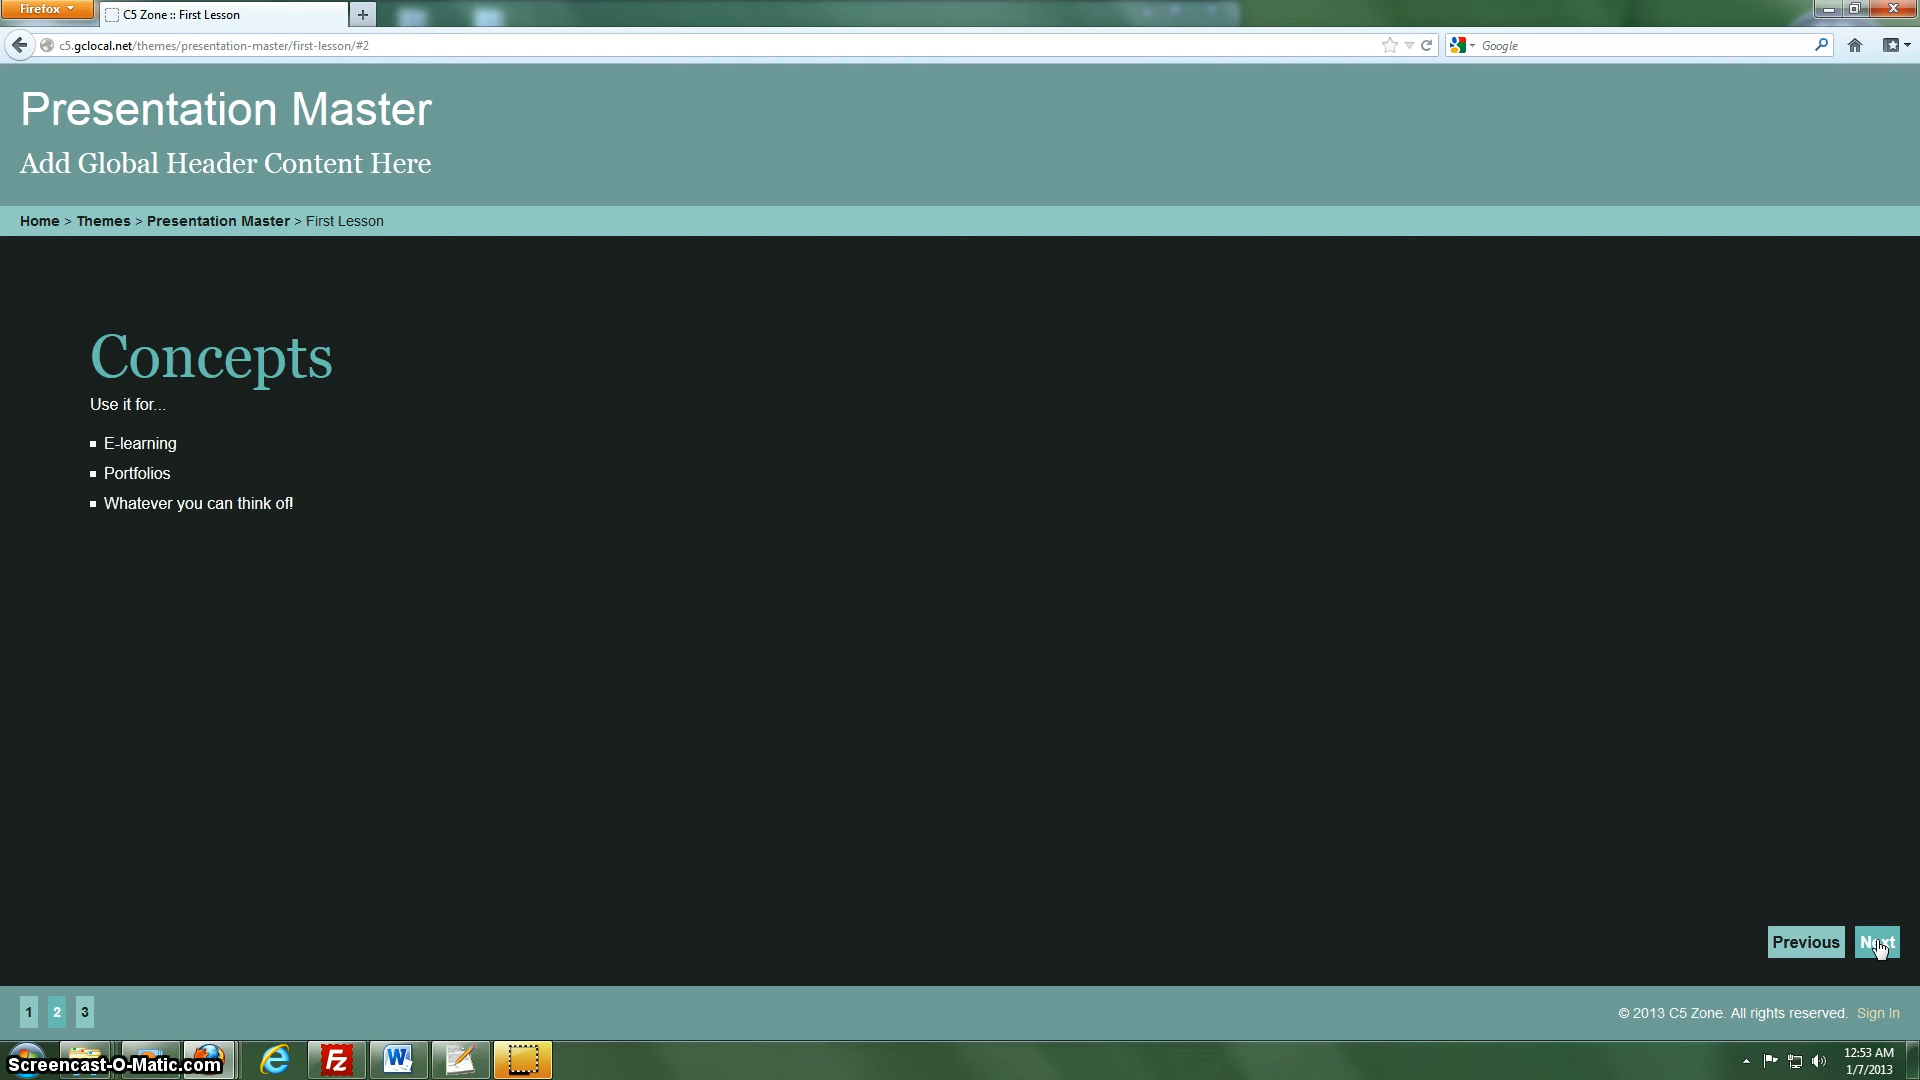 Firefox
C5 Zone :: First Lesson
c5.gclocal.net/themes/presentation-master/first-lesson/#2
Google
Presentation Master
Add Global Header Content Here
Home > Themes > Presentation Master > First Lesson
Concepts
Use it for...
E-learning
Portfolios
Whatever you can think of!
Previous Next
1 2 3
© 2013 C5 Zone. All rights reserved. Sign In
Screencast-O-Matic.com
Fz
W
12:53 AM
1/7/2013